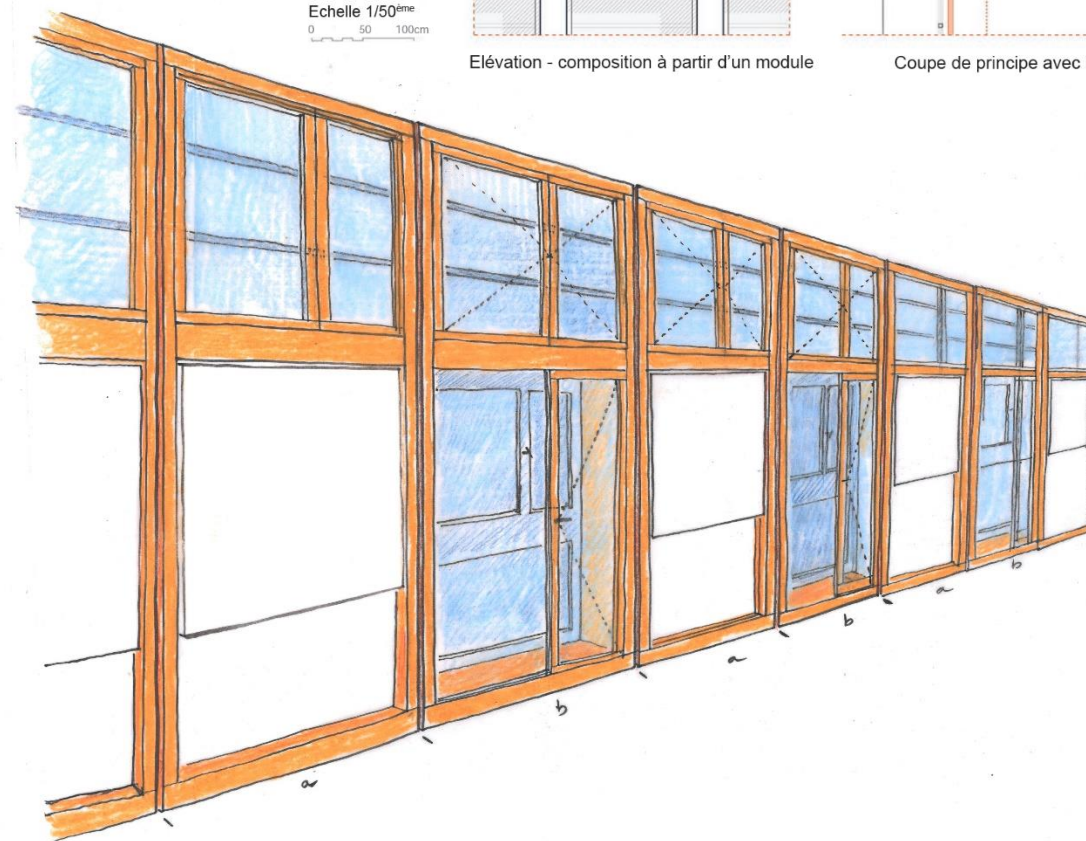 Echelle 1/50ème
0 50 100cm
Elévation - composition à partir d'un module
Coupe de principe avec
a
b
a
b
a
b